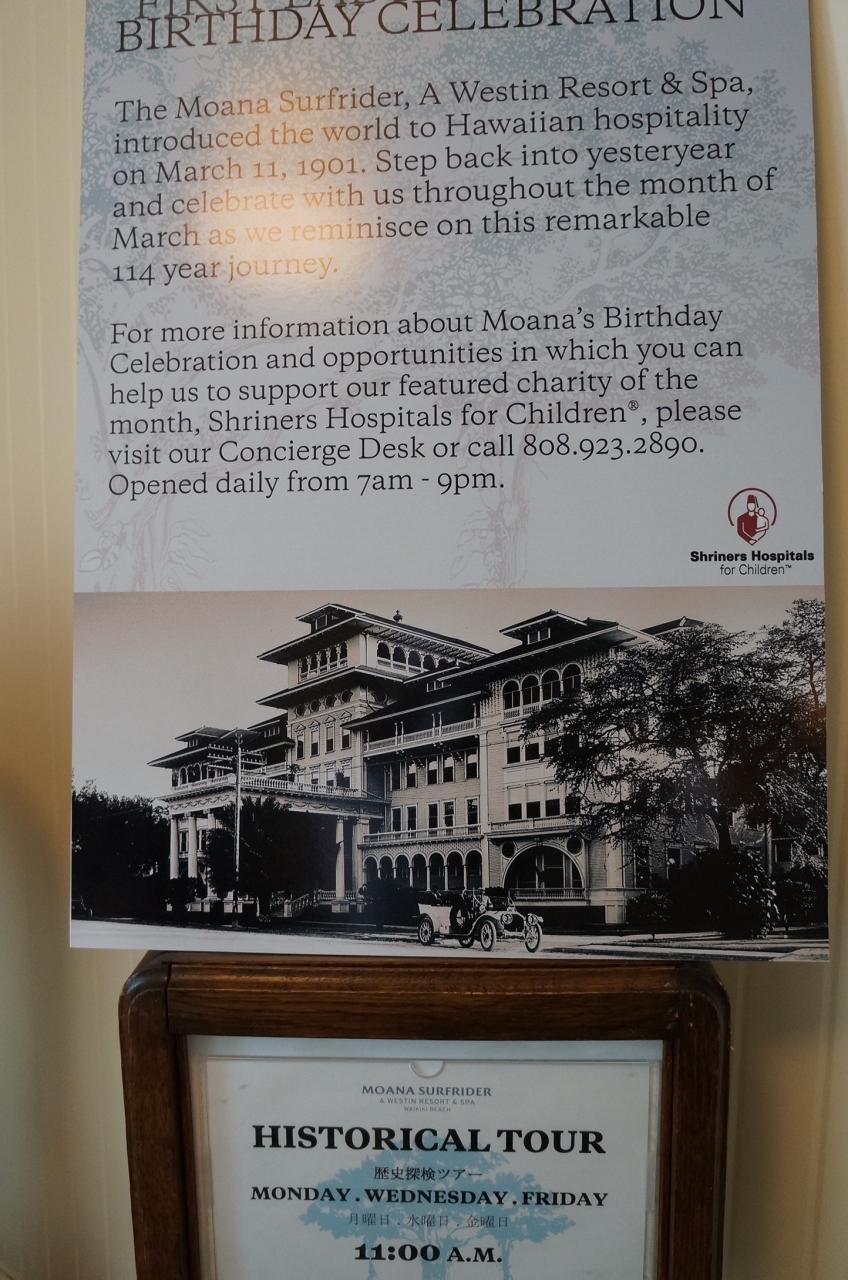 BIRTHDAY CELEBRATION
The Moana Surfrider, A Westin Resort & Spa,
introduced the world to Hawaiian hospitality
on March 11, 1901. Step back into yesteryear
and celebrate with us throughout the month of
March as we reminisce on this remarkable
114 year journey.
For more information about Moana's Birthday
Celebration and opportunities in which you can
help us to support our featured charity of the
month, Shriners Hospitals for Children®, please
visit our Concierge Desk or call 808.923.2890.
Opened daily from 7am - 9pm.
Shriners Hospitals
for Children™
MOANA SURFRIDER
A WESTIN RESORT & SPA
WAIKIKI BEACH
HISTORICAL TOUR
歴史探検ツアー
MONDAY . WEDNESDAY . FRIDAY
月曜日 . 水曜日 . 金曜日
11:00 A.M.